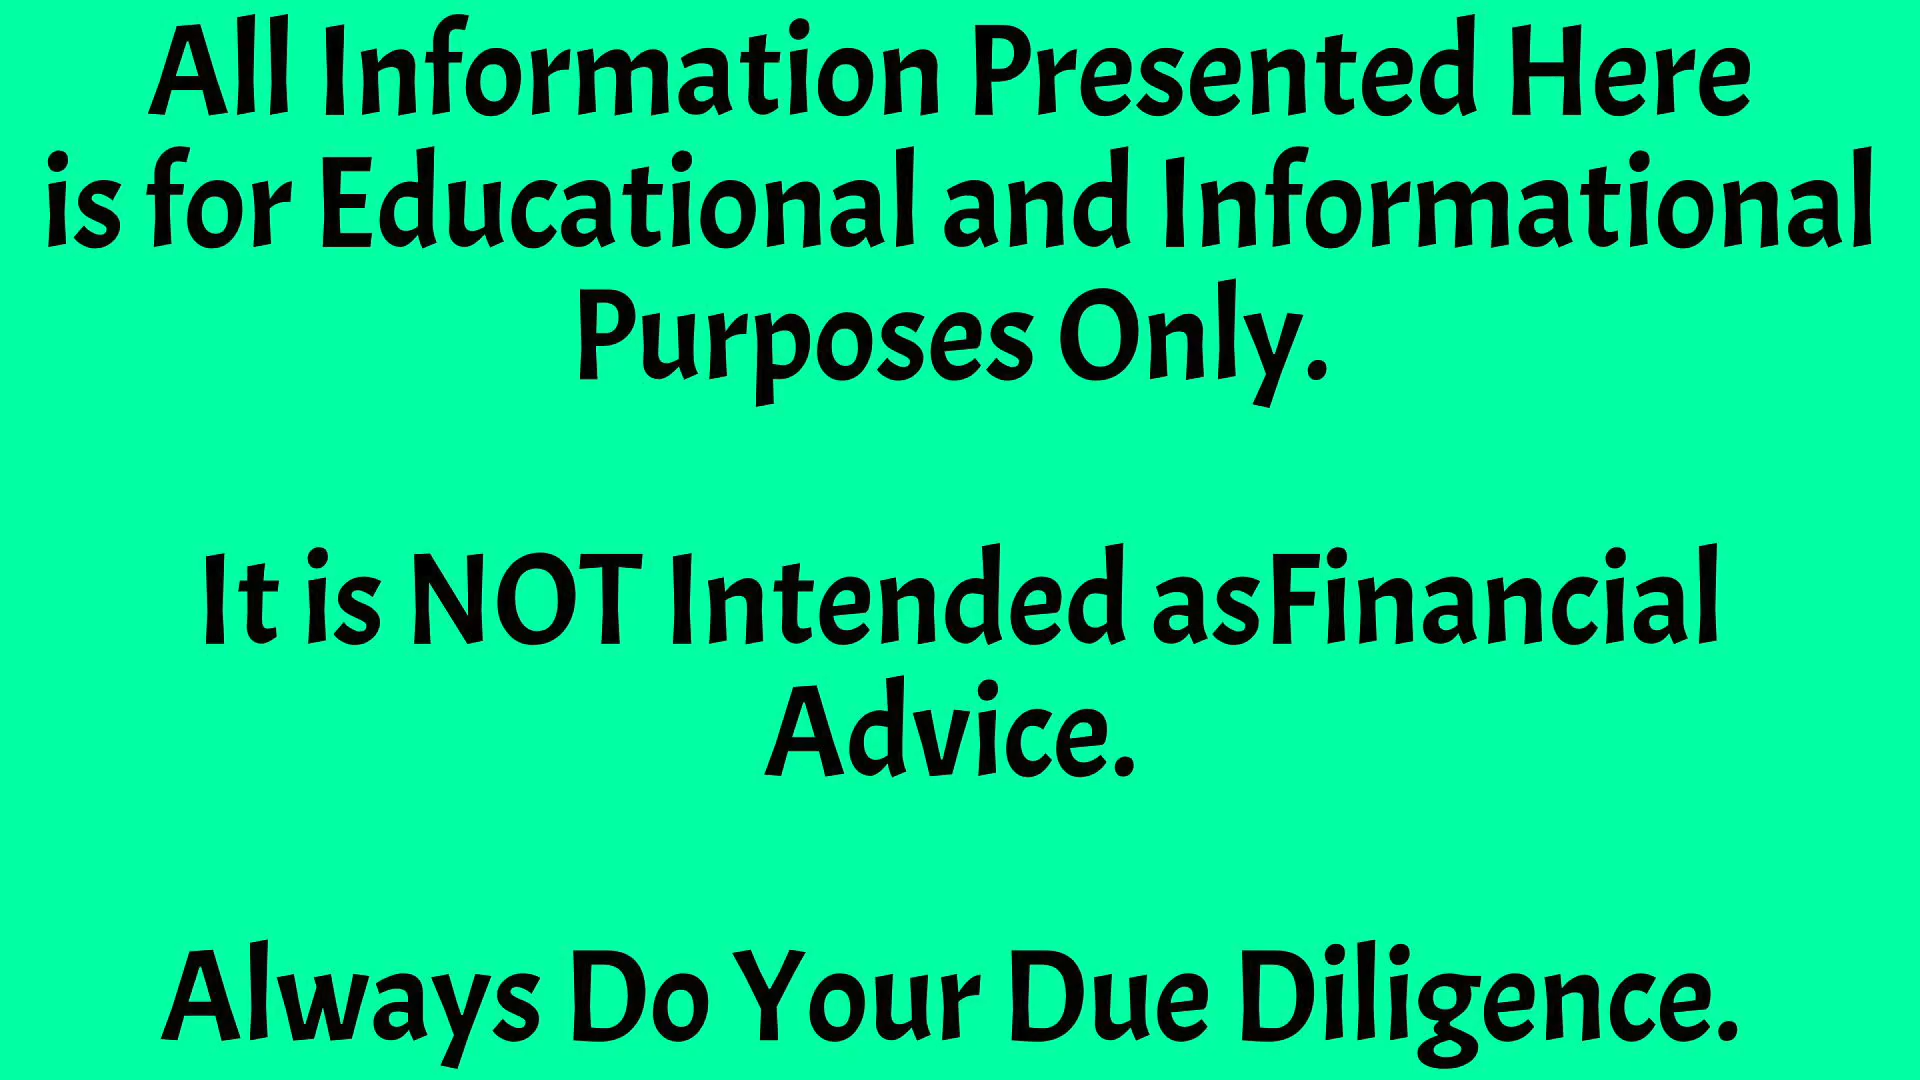 All Information Presented Here
is for Educational and Informational
Purposes Only.
It is NOT Intended asFinancial
Advice.
Always Do Your Due Diligence.